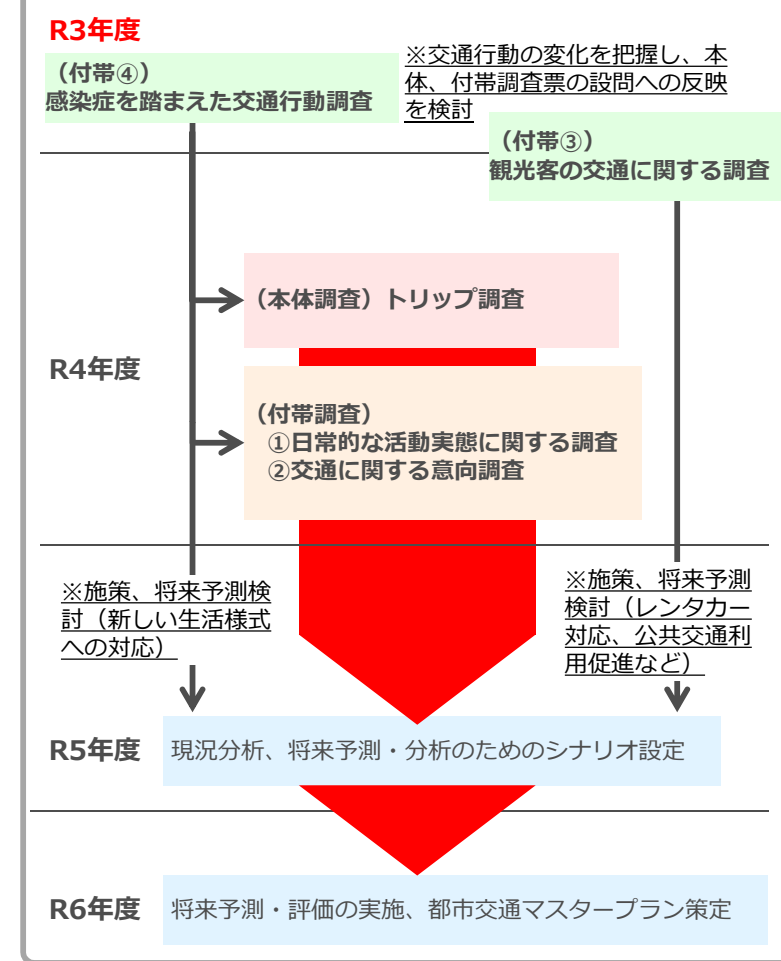 R3年度
（付帯④）
感染症を踏まえた交通行動調査
※交通行動の変化を把握し、本
体、付帯調査票の設問への反映
を検討
（付帯③）
観光客の交通に関する調査
（本体調査）トリップ調査
R4年度
（付帯調査）
①日常的な活動実態に関する調査
②交通に関する意向調査
※施策、将来予測検
討（新しい生活様式
への対応）
※施策、将来予測
検討（レンタカー
対応、公共交通利
用促進など）
R5年度
現況分析、将来予測・分析のためのシナリオ設定
R6年度
将来予測・評価の実施、都市交通マスタープラン策定